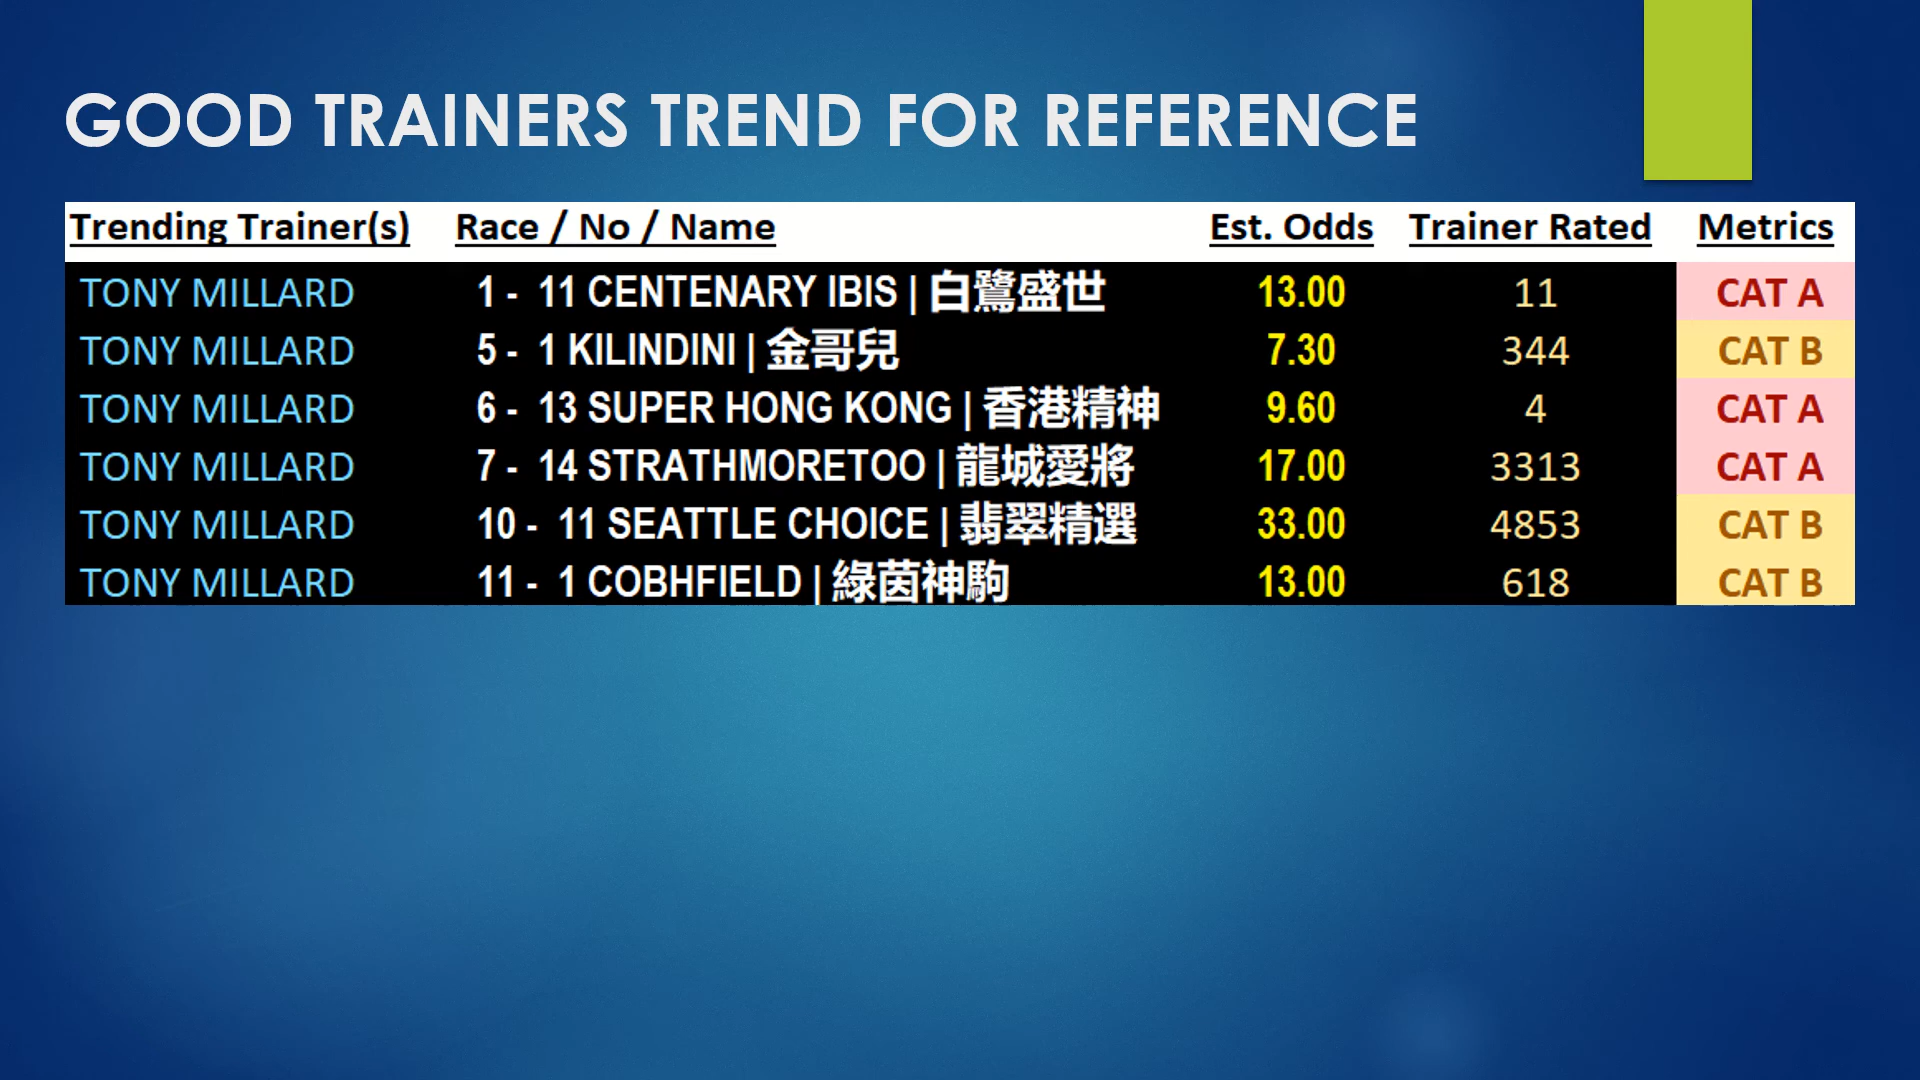 GOOD TRAINERS TREND FOR REFERENCE
Trending Trainer(s) Race / No / Name Est. Odds Trainer Rated Metrics
TONY MILLARD 1 - 11 CENTENARY IBIS | 白鷺盛世 13.00 11 CAT A
TONY MILLARD 5 - 1 KILINDINI | 金哥兒 7.30 344 CAT B
TONY MILLARD 6 - 13 SUPER HONG KONG | 香港精神 9.60 4 CAT A
TONY MILLARD 7 - 14 STRATHMORETOO | 龍城愛將 17.00 3313 CAT A
TONY MILLARD 10 - 11 SEATTLE CHOICE | 翡翠精選 33.00 4853 CAT B
TONY MILLARD 11 - 1 COBHFIELD | 綠茵神駒 13.00 618 CAT B